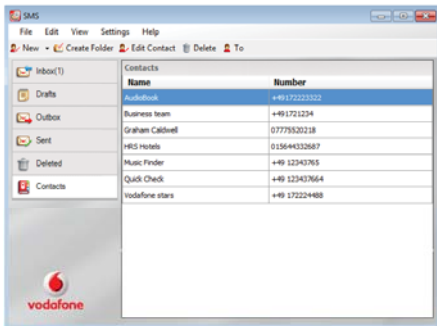 SMS
File Edit View Settings Help
New Create Folder Edit Contact Delete To
Inbox(1)
Drafts
Outbox
Sent
Deleted
Contacts
Contacts
Name Number
AudioBook +49172223322
Business team +491721234
Graham Caldwell 07775520218
HRS Hotels 015644332687
Music Finder +49 12343765
Quick Check +49 123437664
Vodafone stars +49 172224488
vodafone